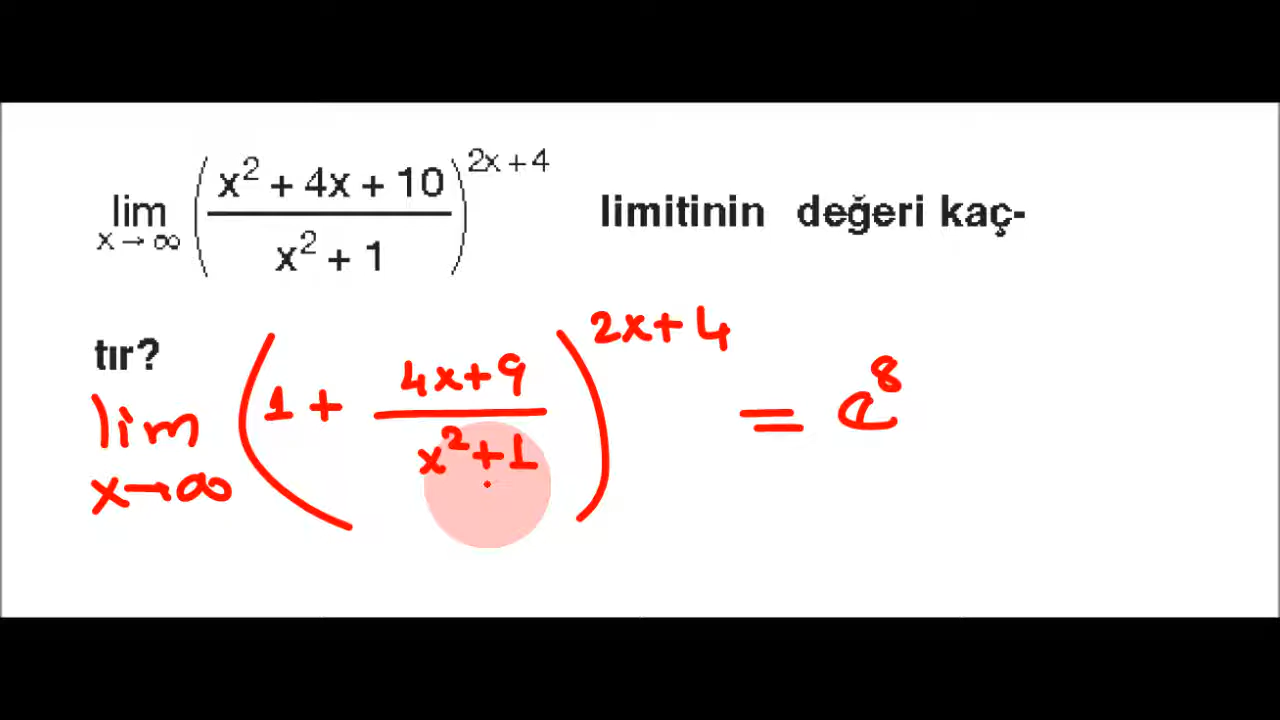 lim x→∞ ( (x² + 4x + 10) / (x² + 1) )^(2x + 4) limitinin değeri kaç-
tır?
lim x→∞ ( 1 + (4x+9) / (x²+1) )^(2x+4) = e⁸